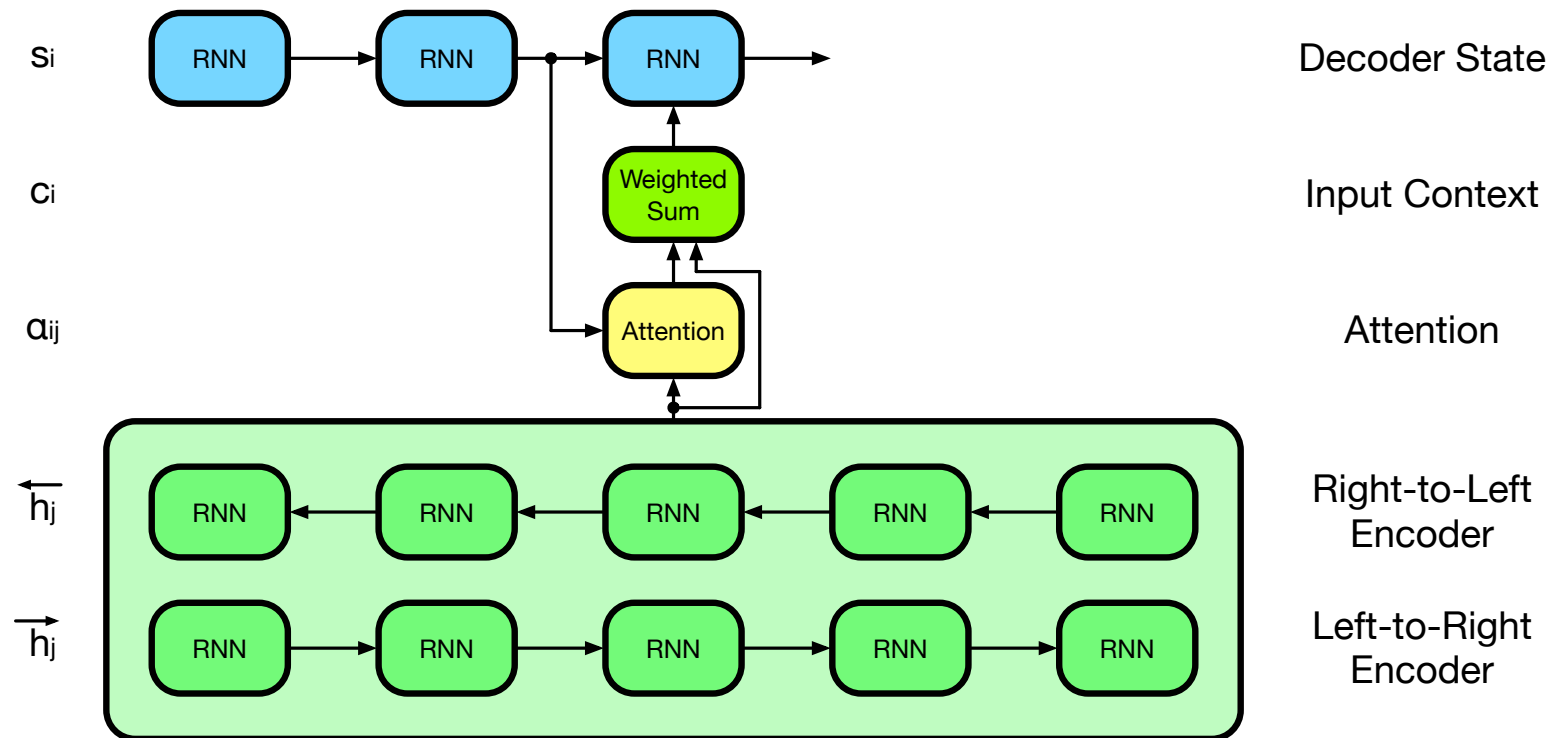 si RNN RNN RNN Decoder State
ci Weighted Sum Input Context
αij Attention Attention
hj RNN RNN RNN RNN RNN Right-to-Left Encoder
hj RNN RNN RNN RNN RNN Left-to-Right Encoder